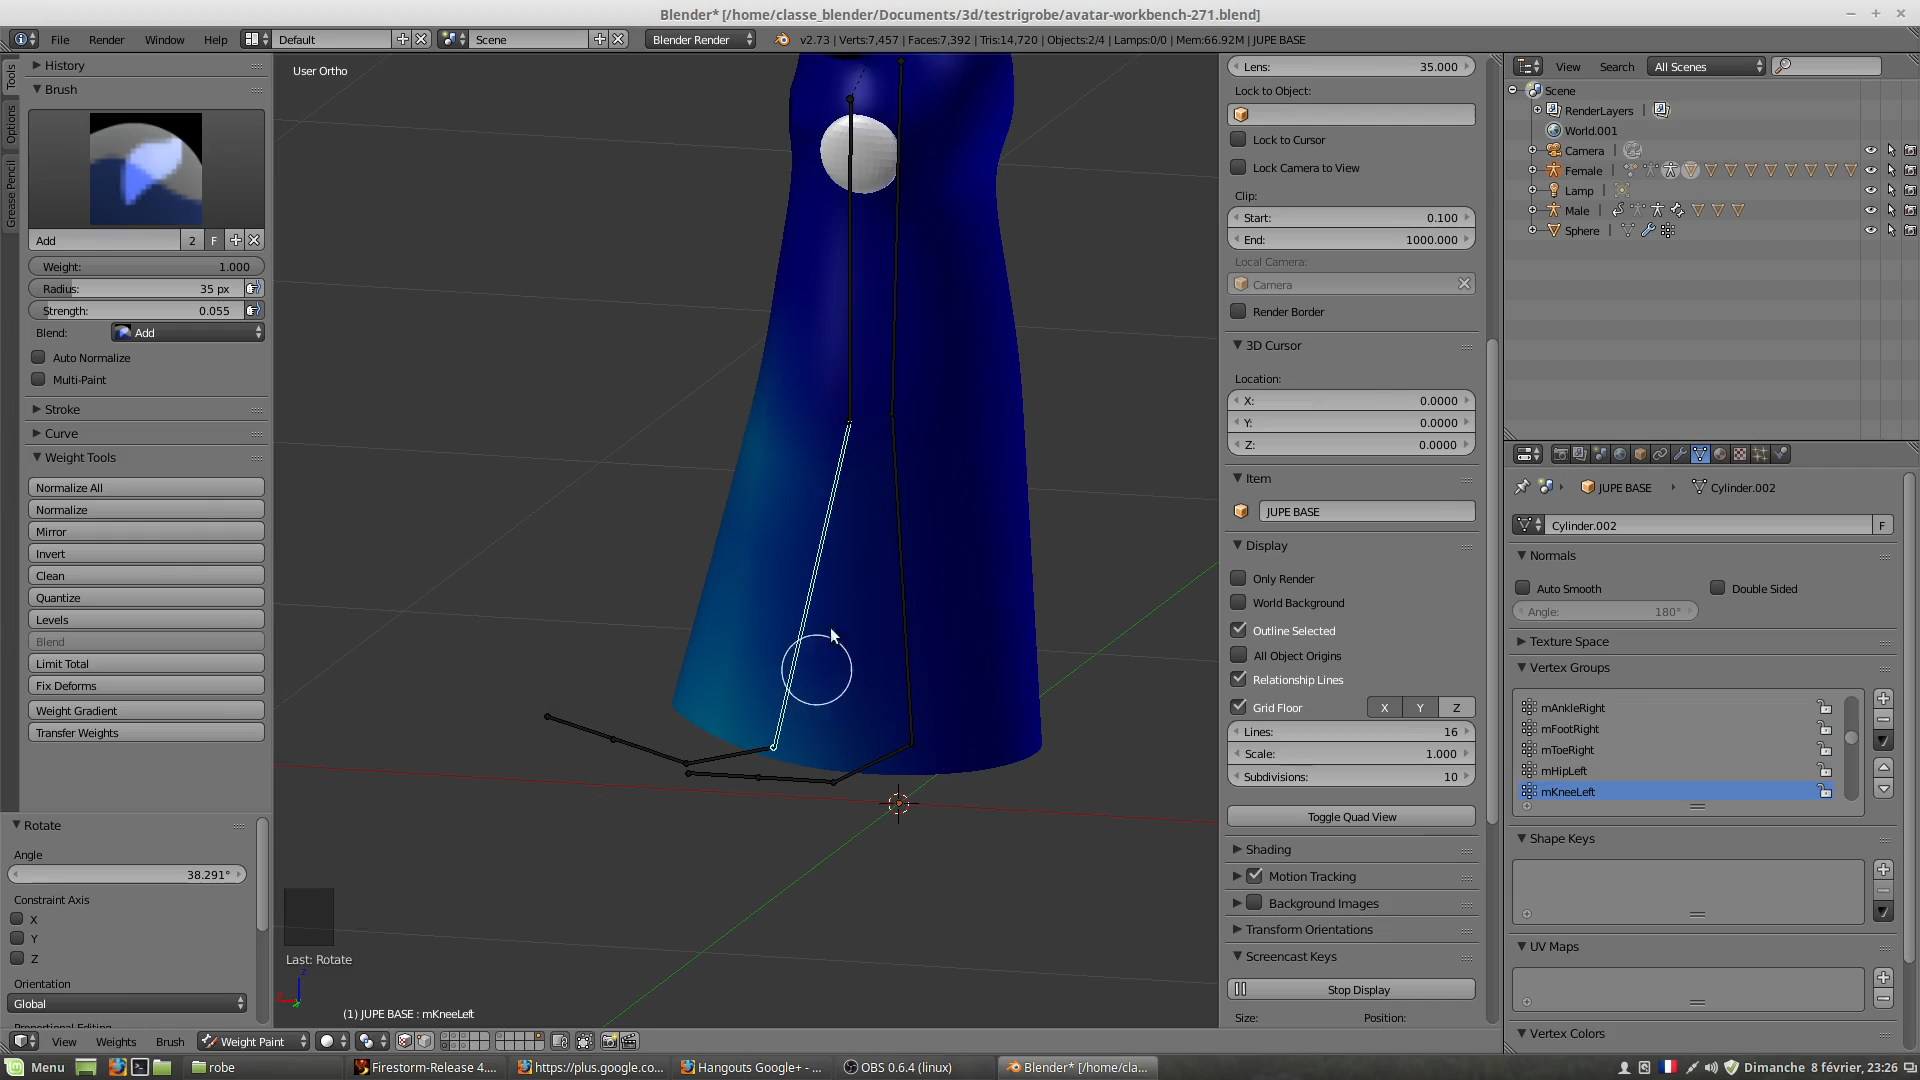 Blender* [/home/classe_blender/Documents/3d/testrigrobe/avatar-workbench-271.blend]
File Render Window Help Default Scene Blender Render v2.73 | Verts:7,457 | Faces:7,392 | Tris:14,720 | Objects:2/4 | Lamps:0/0 | Mem:66.92M | JUPE BASE
Tools
Options
Grease Pencil
History
Brush
Add 2 F
Weight: 1.000
Radius: 35 px
Strength: 0.055
Blend: Add
Auto Normalize
Multi-Paint
Stroke
Curve
Weight Tools
Normalize All
Normalize
Mirror
Invert
Clean
Quantize
Levels
Blend
Limit Total
Fix Deforms
Weight Gradient
Transfer Weights
Rotate
Angle
38.291°
Constraint Axis
X
Y
Z
Orientation
Global
Proportional Editing
User Ortho
Last: Rotate
z
(1) JUPE BASE : mKneeLeft
View Weights Brush Weight Paint
Lens: 35.000
Lock to Object:
Lock to Cursor
Lock Camera to View
Clip:
Start: 0.100
End: 1000.000
Local Camera:
Camera
Render Border
3D Cursor
Location:
X: 0.0000
Y: 0.0000
Z: 0.0000
Item
JUPE BASE
Display
Only Render
World Background
Outline Selected
All Object Origins
Relationship Lines
Grid Floor X Y Z
Lines: 16
Scale: 1.000
Subdivisions: 10
Toggle Quad View
Shading
Motion Tracking
Background Images
Transform Orientations
Screencast Keys
Stop Display
Size: Position:
View Search All Scenes
Scene
RenderLayers
World.001
Camera
Female
Lamp
Male
Sphere
JUPE BASE Cylinder.002
Cylinder.002 F
Normals
Auto Smooth Double Sided
Angle: 180°
Texture Space
Vertex Groups
mAnkleRight
mFootRight
mToeRight
mHipLeft
mKneeLeft
Shape Keys
UV Maps
Vertex Colors
Menu robe Firestorm-Release 4.... https://plus.google.co... Hangouts Google+ - ... OBS 0.6.4 (linux) Blender* [/home/cla... Dimanche 8 février, 23:26